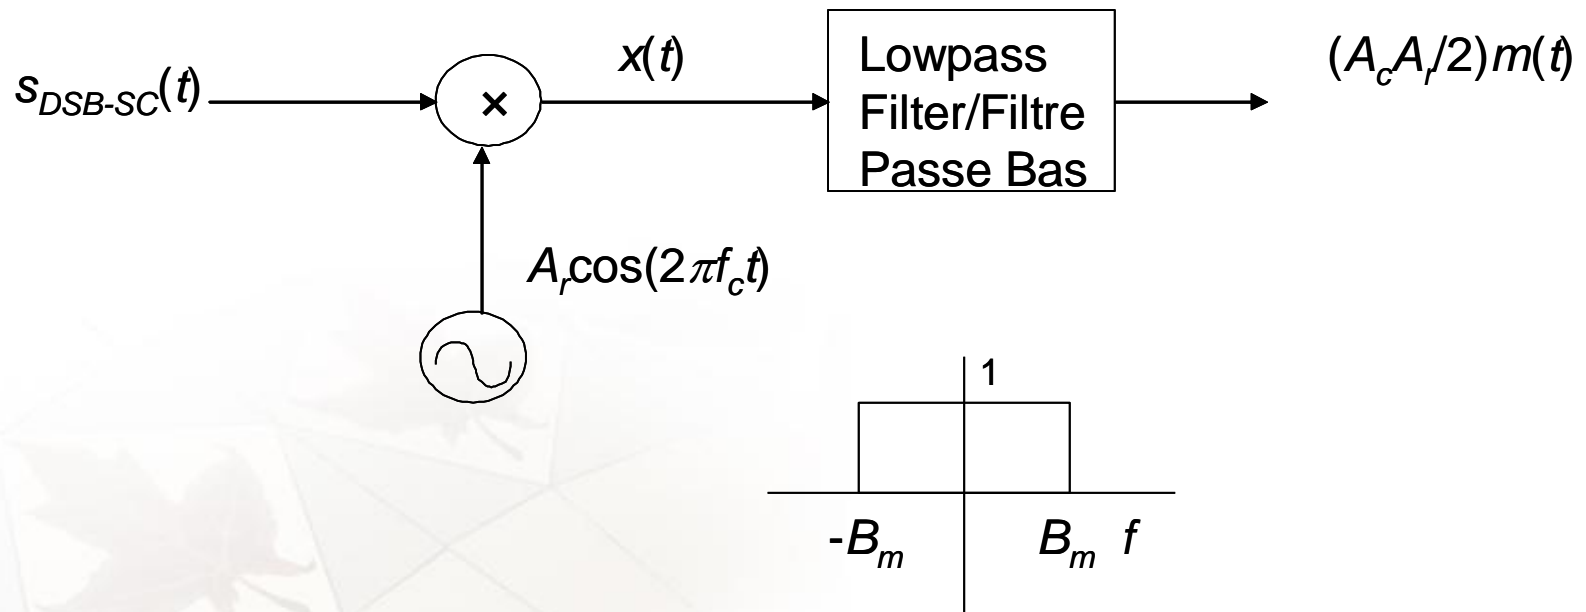 s_DSB-SC(t)
×
x(t)
Lowpass
Filter/Filtre
Passe Bas
(A_cA_r/2)m(t)
A_rcos(2πf_ct)
1
-B_m
B_m f